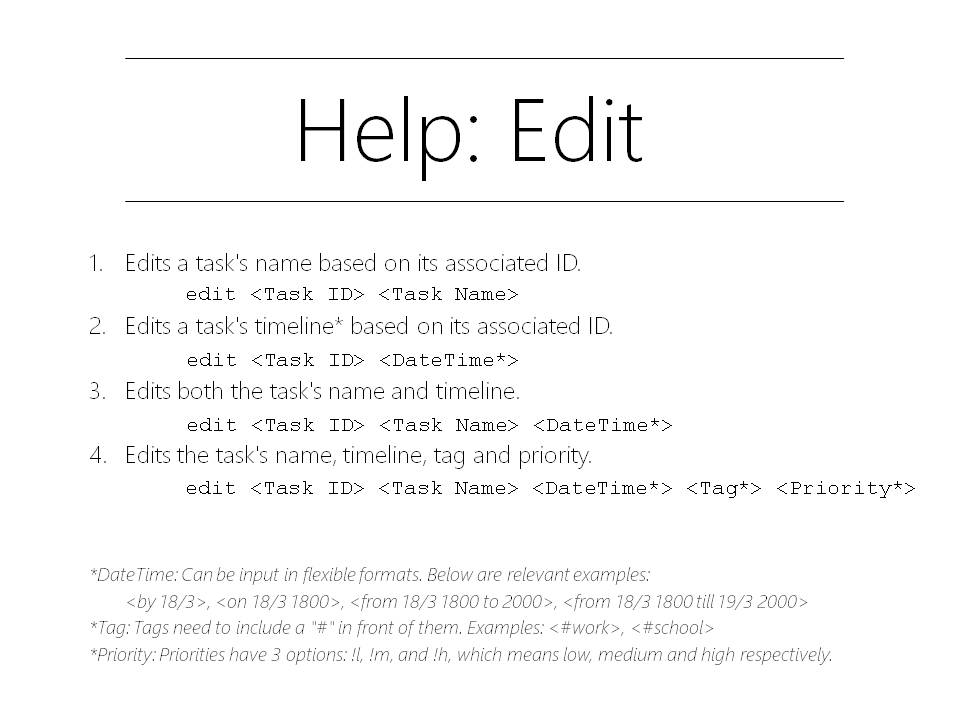 Help: Edit
1. Edits a task's name based on its associated ID.
edit <Task ID> <Task Name>
2. Edits a task's timeline* based on its associated ID.
edit <Task ID> <DateTime*>
3. Edits both the task's name and timeline.
edit <Task ID> <Task Name> <DateTime*>
4. Edits the task's name, timeline, tag and priority.
edit <Task ID> <Task Name> <DateTime*> <Tag*> <Priority*>
*DateTime: Can be input in flexible formats. Below are relevant examples:
<by 18/3>, <on 18/3 1800>, <from 18/3 1800 to 2000>, <from 18/3 1800 till 19/3 2000>
*Tag: Tags need to include a "#" in front of them. Examples: <#work>, <#school>
*Priority: Priorities have 3 options: !l, !m, and !h, which means low, medium and high respectively.